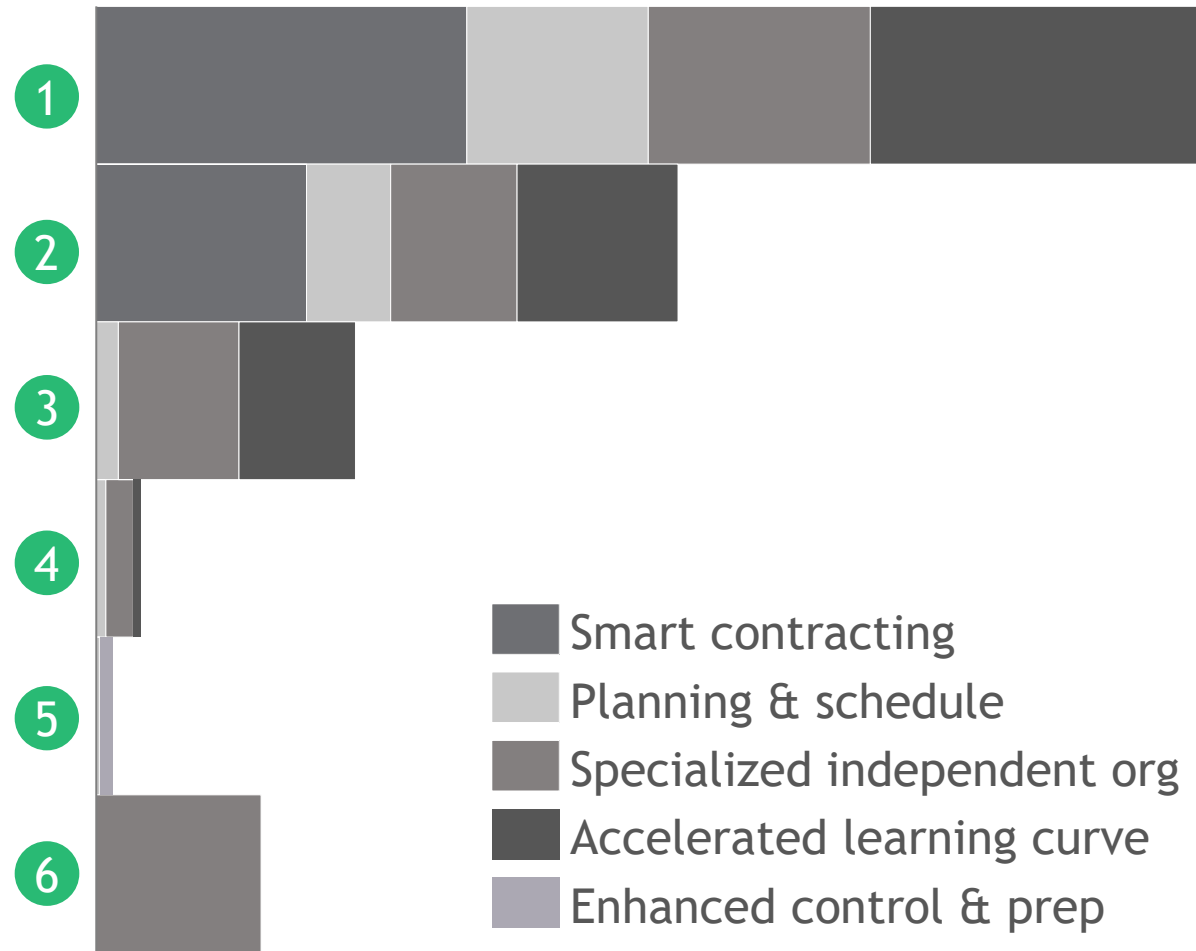 1
2
3
4
5
6
Smart contracting
Planning & schedule
Specialized independent org
Accelerated learning curve
Enhanced control & prep